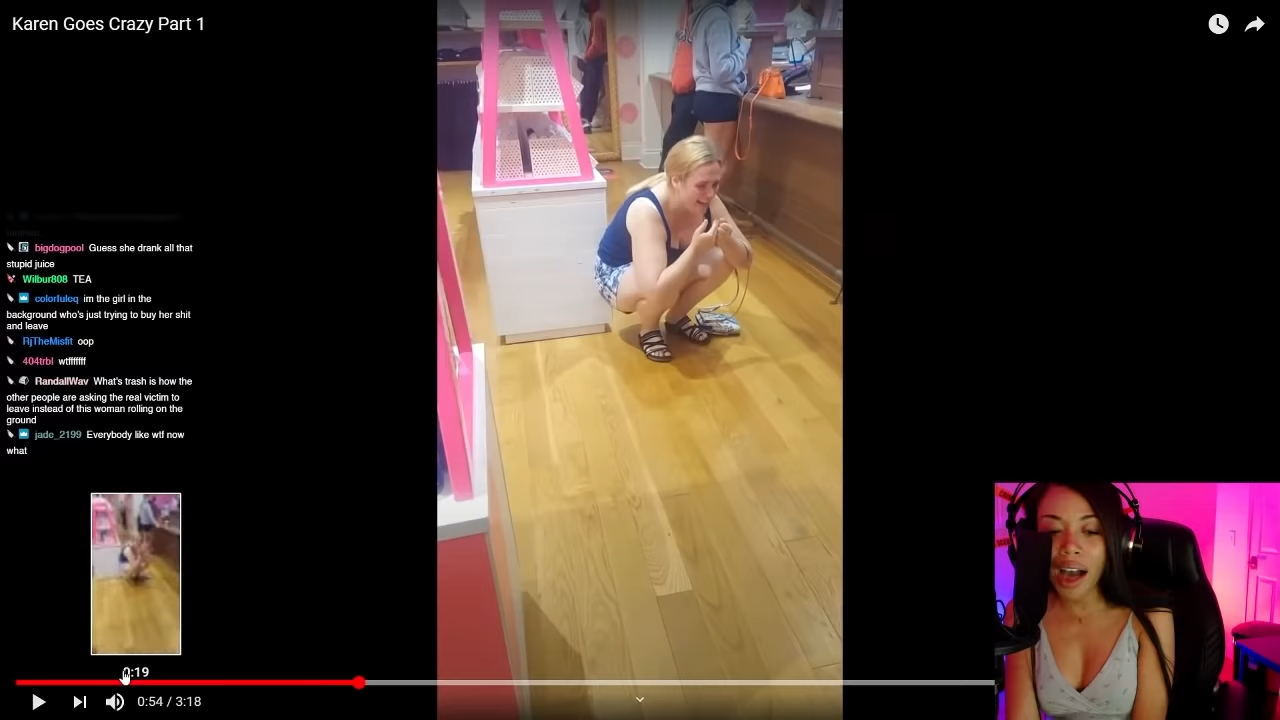 Karen Goes Crazy Part 1
bigdogpool Guess she drank all that
stupid juice
Wilbur808 TEA
colorfuleq im the girl in the
background who's just trying to buy her shit
and leave
RjTheMisfit oop
404trbl wtfffffff
RandallWav What's trash is how the
other people are asking the real victim to
leave instead of this woman rolling on the
ground
jade_2199 Everybody like wtf now
what
0:19
0:54 / 3:18